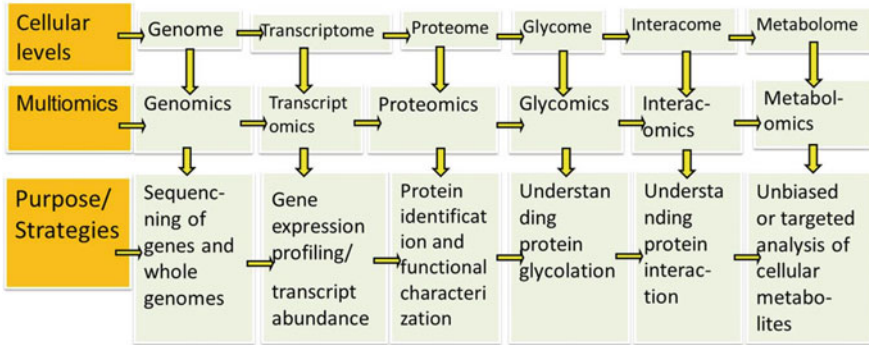 Cellular
levels
Genome
Transcriptome
Proteome
Glycome
Interacome
Metabolome
Multiomics
Genomics
Transcript
omics
Proteomics
Glycomics
Interac-
omics
Metabol-
omics
Purpose/
Strategies
Sequenc-
ning of
genes and
whole
genomes
Gene
expression
profiling/
transcript
abundance
Protein
identificat
ion and
functional
characteri
zation
Understan
ding
protein
glycolation
Understa
nding
protein
interac-
tion
Unbiased
or targeted
analysis of
cellular
metabo-
lites